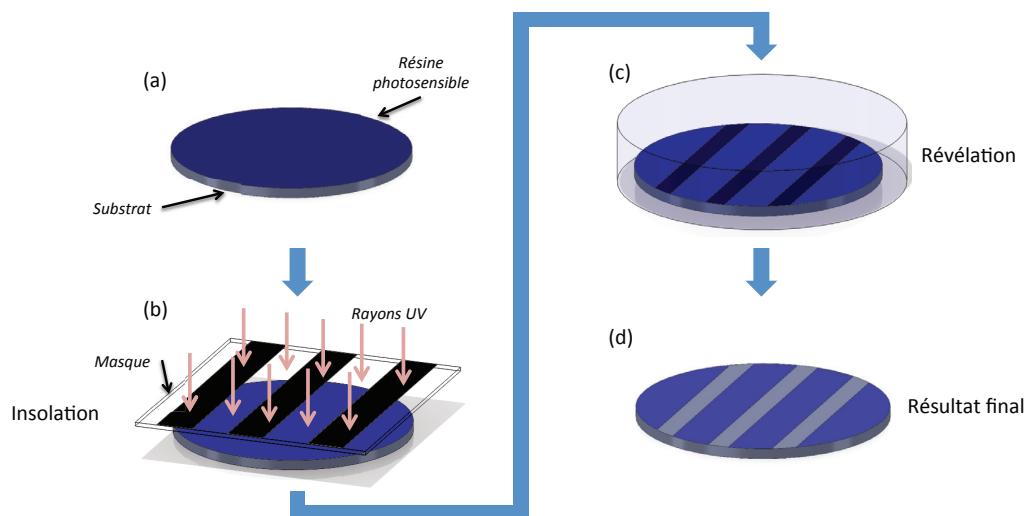 (a)
Résine
photosensible
Substrat
(b)
Rayons UV
Masque
Insolation
(c)
Révélation
(d)
Résultat final